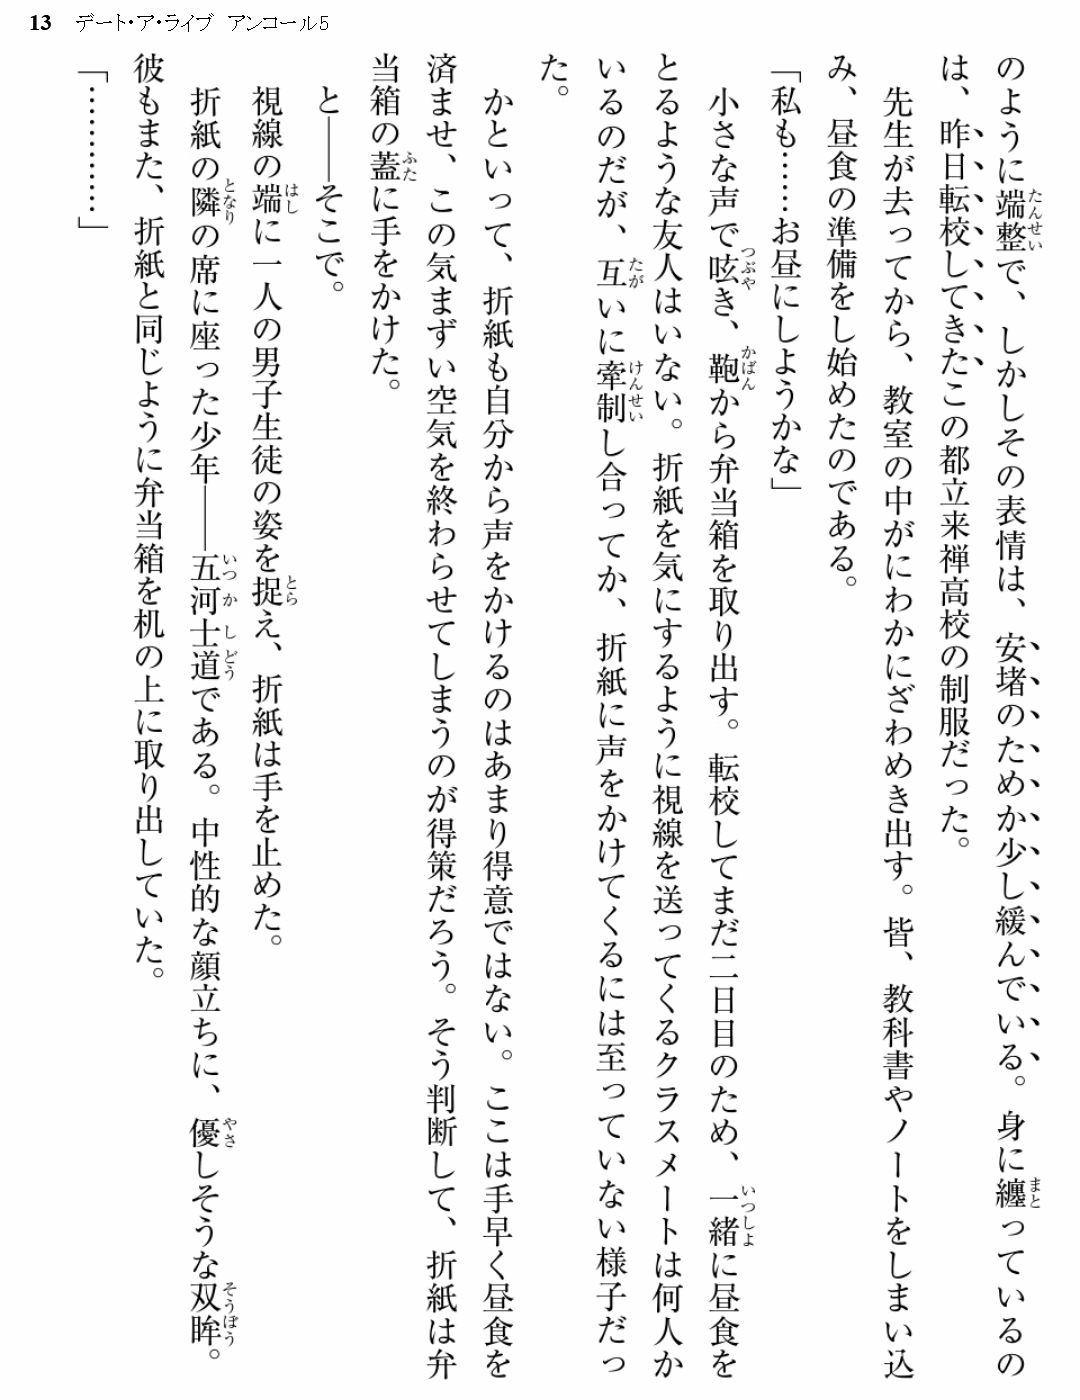 13 デート・ア・ライブ アンコール5
のように端整で、しかしその表情は、安堵のためか少し緩んでいる。身に纏っているの
は、昨日転校してきたこの都立来禅高校の制服だった。
先生が去ってから、教室の中がにわかにざわめき出す。皆、教科書やノートをしまい込
み、昼食の準備をし始めたのである。
「私も……お昼にしようかな」
小さな声で呟き、鞄から弁当箱を取り出す。転校してまだ二日目のため、一緒に昼食を
とるような友人はいない。折紙を気にするように視線を送ってくるクラスメートは何人か
いるのだが、互いに牽制し合ってか、折紙に声をかけてくるには至っていない様子だっ
た。
かといって、折紙も自分から声をかけるのはあまり得意ではない。ここは手早く昼食を
済ませ、この気まずい空気を終わらせてしまうのが得策だろう。そう判断して、折紙は弁
当箱の蓋に手をかけた。
と――そこで。
視線の端に一人の男子生徒の姿を捉え、折紙は手を止めた。
折紙の隣の席に座った少年――五河士道である。中性的な顔立ちに、優しそうな双眸。
彼もまた、折紙と同じように弁当箱を机の上に取り出していた。
「…………」